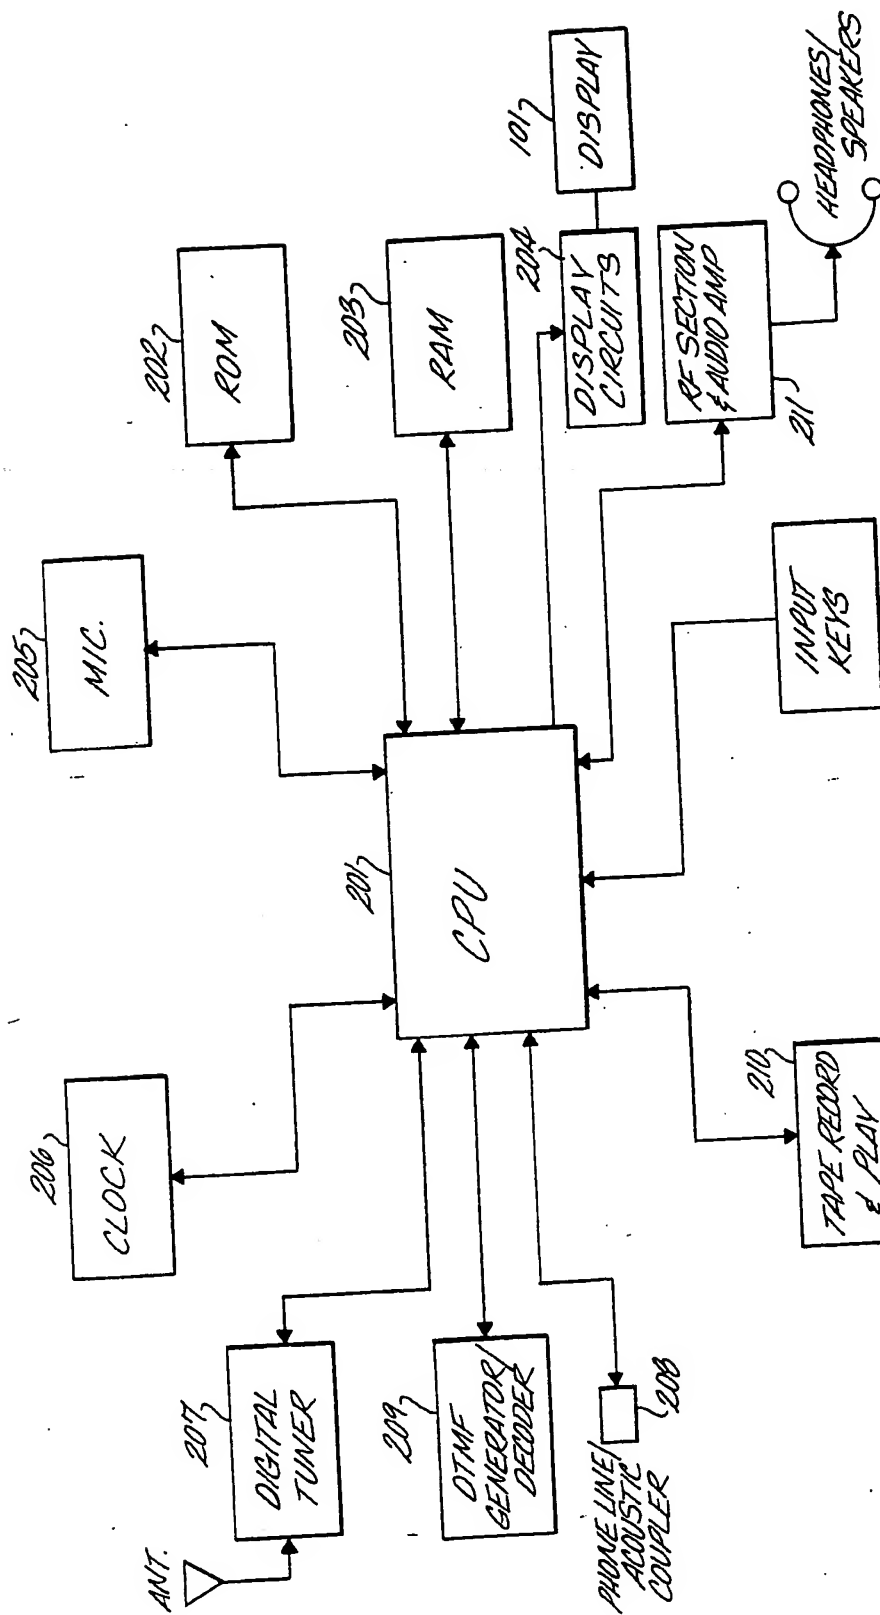 ANT.
207
DIGITAL
TUNER
209
DTMF
GENERATOR/
DECODER
PHONE LINE/
ACOUSTIC
COUPLER
208
206
CLOCK
201
CPU
210
TAPE RECORD
& PLAY
205
MIC.
INPUT
KEYS
202
ROM
203
RAM
204
DISPLAY
CIRCUITS
RF SECTION
& AUDIO AMP
211
101
DISPLAY
HEADPHONES/
SPEAKERS